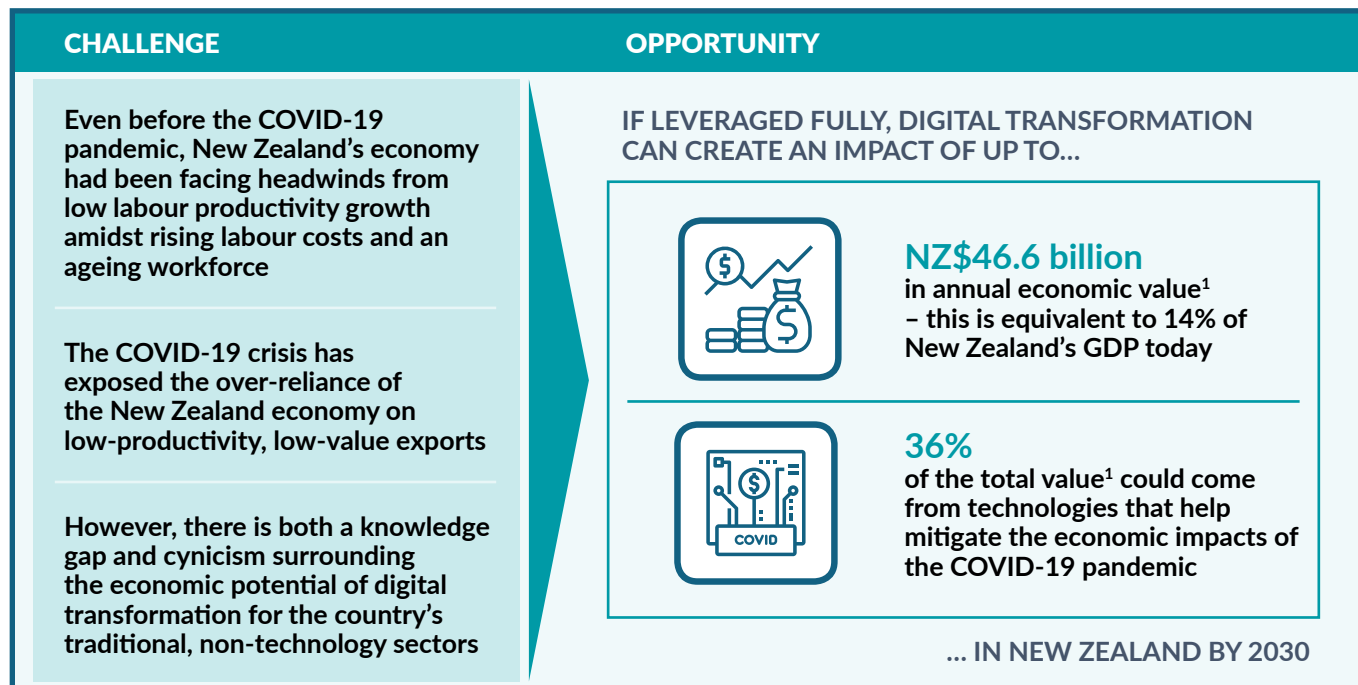 CHALLENGE
Even before the COVID-19
pandemic, New Zealand’s economy
had been facing headwinds from
low labour productivity growth
amidst rising labour costs and an
ageing workforce
The COVID-19 crisis has
exposed the over-reliance of
the New Zealand economy on
low-productivity, low-value exports
However, there is both a knowledge
gap and cynicism surrounding
the economic potential of digital
transformation for the country’s
traditional, non-technology sectors
OPPORTUNITY
IF LEVERAGED FULLY, DIGITAL TRANSFORMATION
CAN CREATE AN IMPACT OF UP TO…
$
$
NZ$46.6 billion
in annual economic value¹
– this is equivalent to 14% of
New Zealand’s GDP today
$
COVID
36%
of the total value¹ could come
from technologies that help
mitigate the economic impacts of
the COVID-19 pandemic
… IN NEW ZEALAND BY 2030